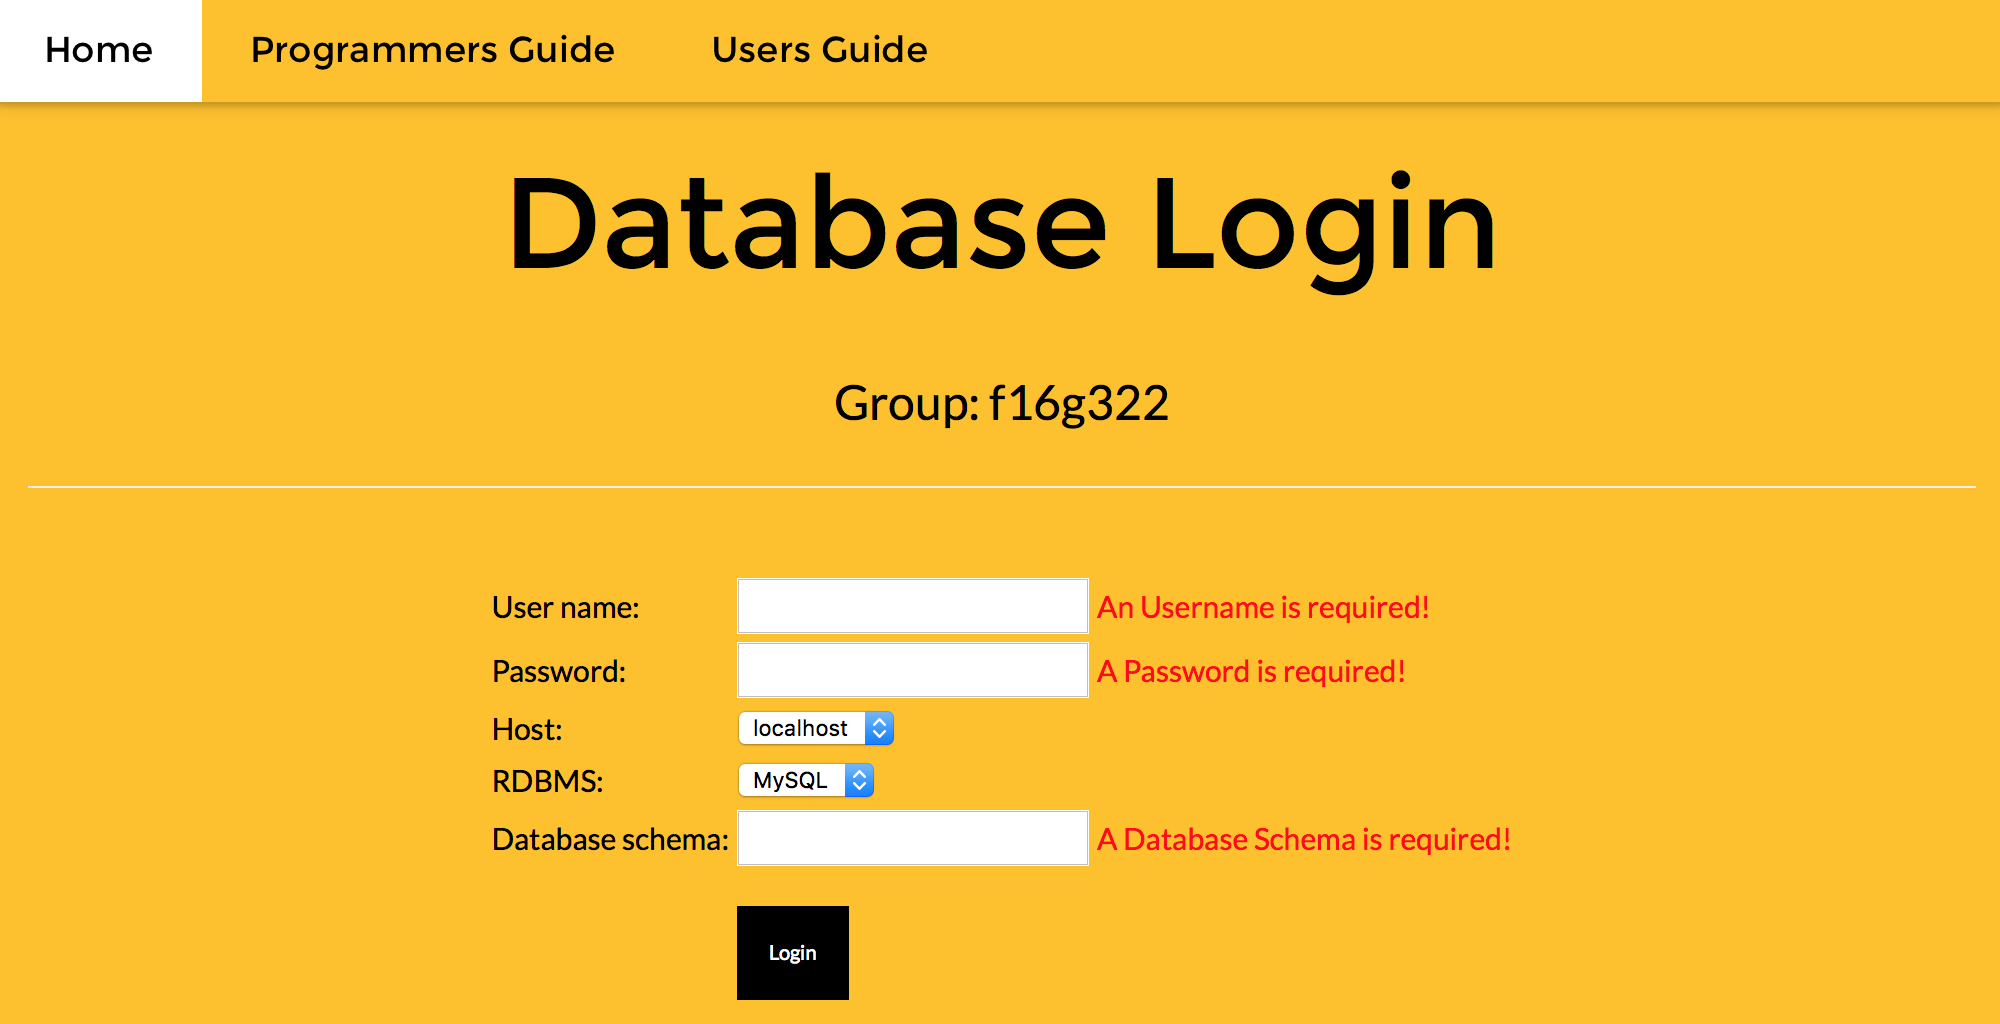 Home Programmers Guide Users Guide
Database Login
Group: f16g322
User name: An Username is required!
Password: A Password is required!
Host: localhost
RDBMS: MySQL
Database schema: A Database Schema is required!
Login